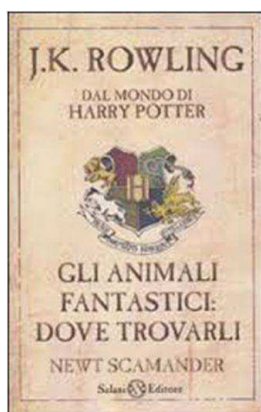 J.K. ROWLING
DAL MONDO DI
HARRY POTTER
H
GLI ANIMALI
FANTASTICI:
DOVE TROVARLI
NEWT SCAMANDER
Salani Editore